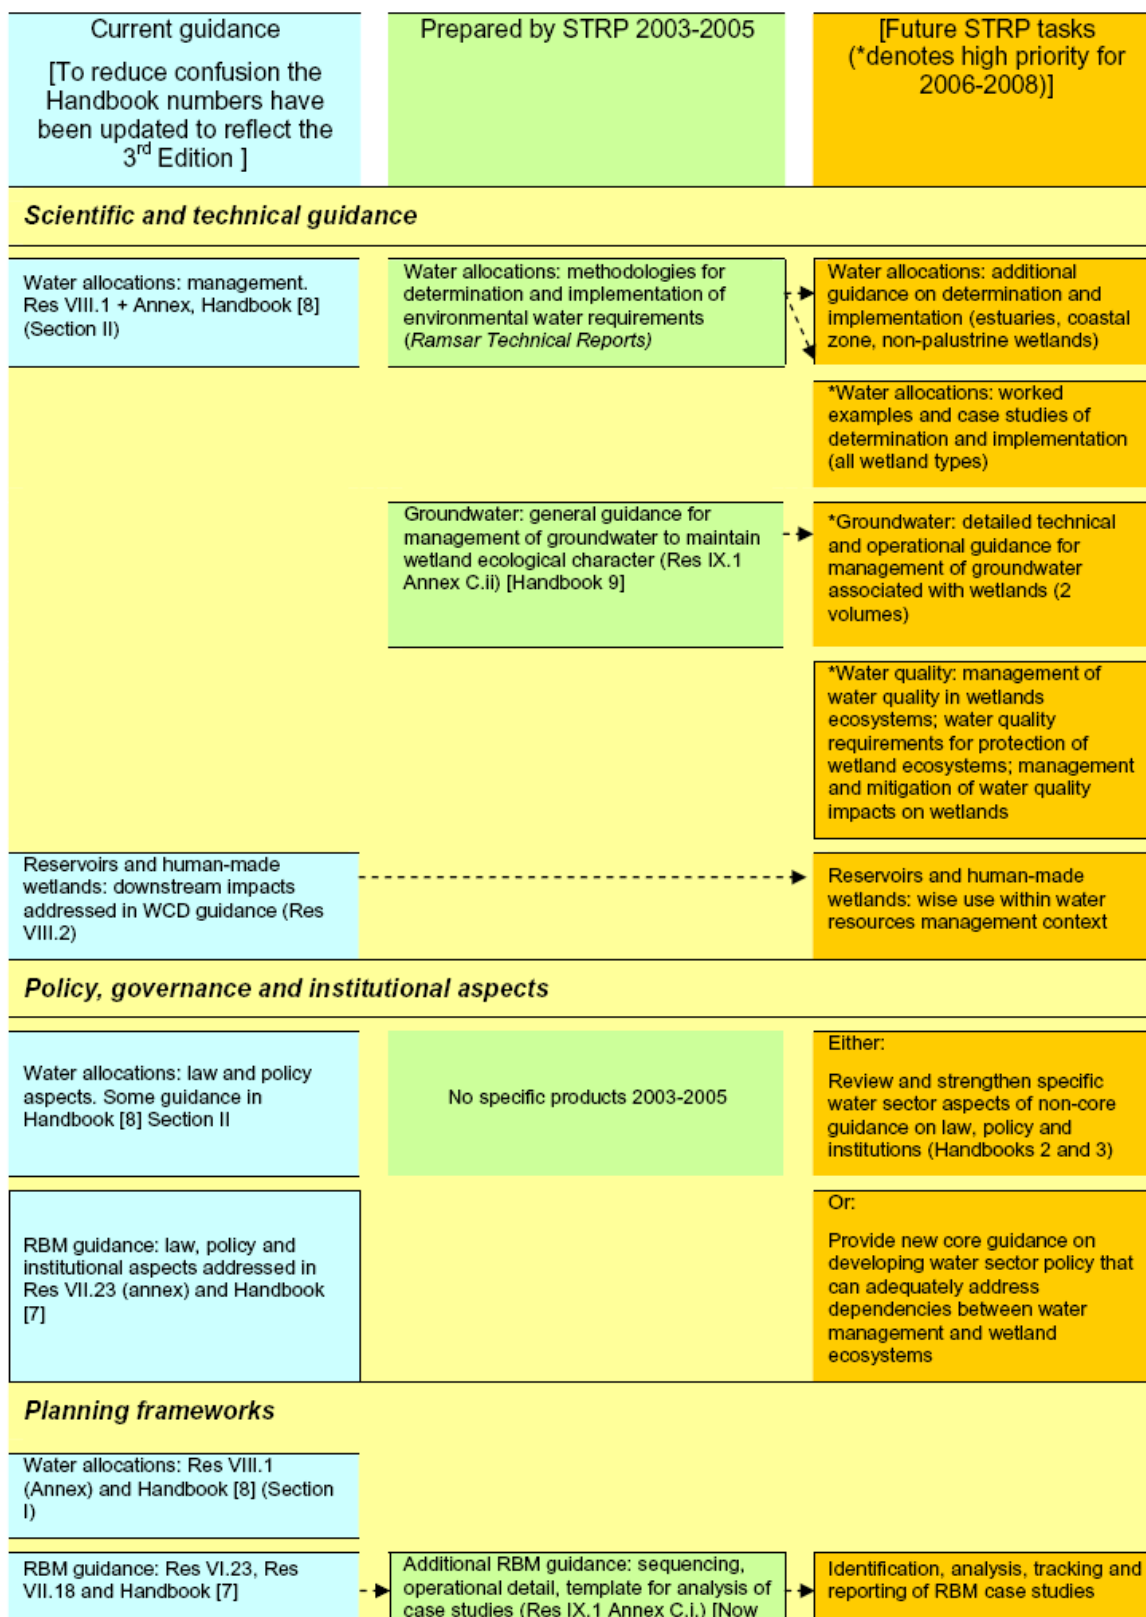 Current guidance
[To reduce confusion the
Handbook numbers have
been updated to reflect the
3rd Edition ]
Prepared by STRP 2003-2005
[Future STRP tasks
(*denotes high priority for
2006-2008)]
Scientific and technical guidance
Water allocations: management.
Res VIII.1 + Annex, Handbook [8]
(Section II)
Water allocations: methodologies for
determination and implementation of
environmental water requirements
(Ramsar Technical Reports)
Water allocations: additional
guidance on determination and
implementation (estuaries, coastal
zone, non-palustrine wetlands)
*Water allocations: worked
examples and case studies of
determination and implementation
(all wetland types)
Groundwater: general guidance for
management of groundwater to maintain
wetland ecological character (Res IX.1
Annex C.ii) [Handbook 9]
*Groundwater: detailed technical
and operational guidance for
management of groundwater
associated with wetlands (2
volumes)
*Water quality: management of
water quality in wetlands
ecosystems; water quality
requirements for protection of
wetland ecosystems; management
and mitigation of water quality
impacts on wetlands
Reservoirs and human-made
wetlands: downstream impacts
addressed in WCD guidance (Res
VIII.2)
Reservoirs and human-made
wetlands: wise use within water
resources management context
Policy, governance and institutional aspects
Water allocations: law and policy
aspects. Some guidance in
Handbook [8] Section II
No specific products 2003-2005
Either:
Review and strengthen specific
water sector aspects of non-core
guidance on law, policy and
institutions (Handbooks 2 and 3)
RBM guidance: law, policy and
institutional aspects addressed in
Res VII.23 (annex) and Handbook
[7]
Or:
Provide new core guidance on
developing water sector policy that
can adequately address
dependencies between water
management and wetland
ecosystems
Planning frameworks
Water allocations: Res VIII.1
(Annex) and Handbook [8] (Section
I)
RBM guidance: Res VI.23, Res
VII.18 and Handbook [7]
Additional RBM guidance: sequencing,
operational detail, template for analysis of
case studies (Res IX.1 Annex C.i.) [Now
Identification, analysis, tracking and
reporting of RBM case studies